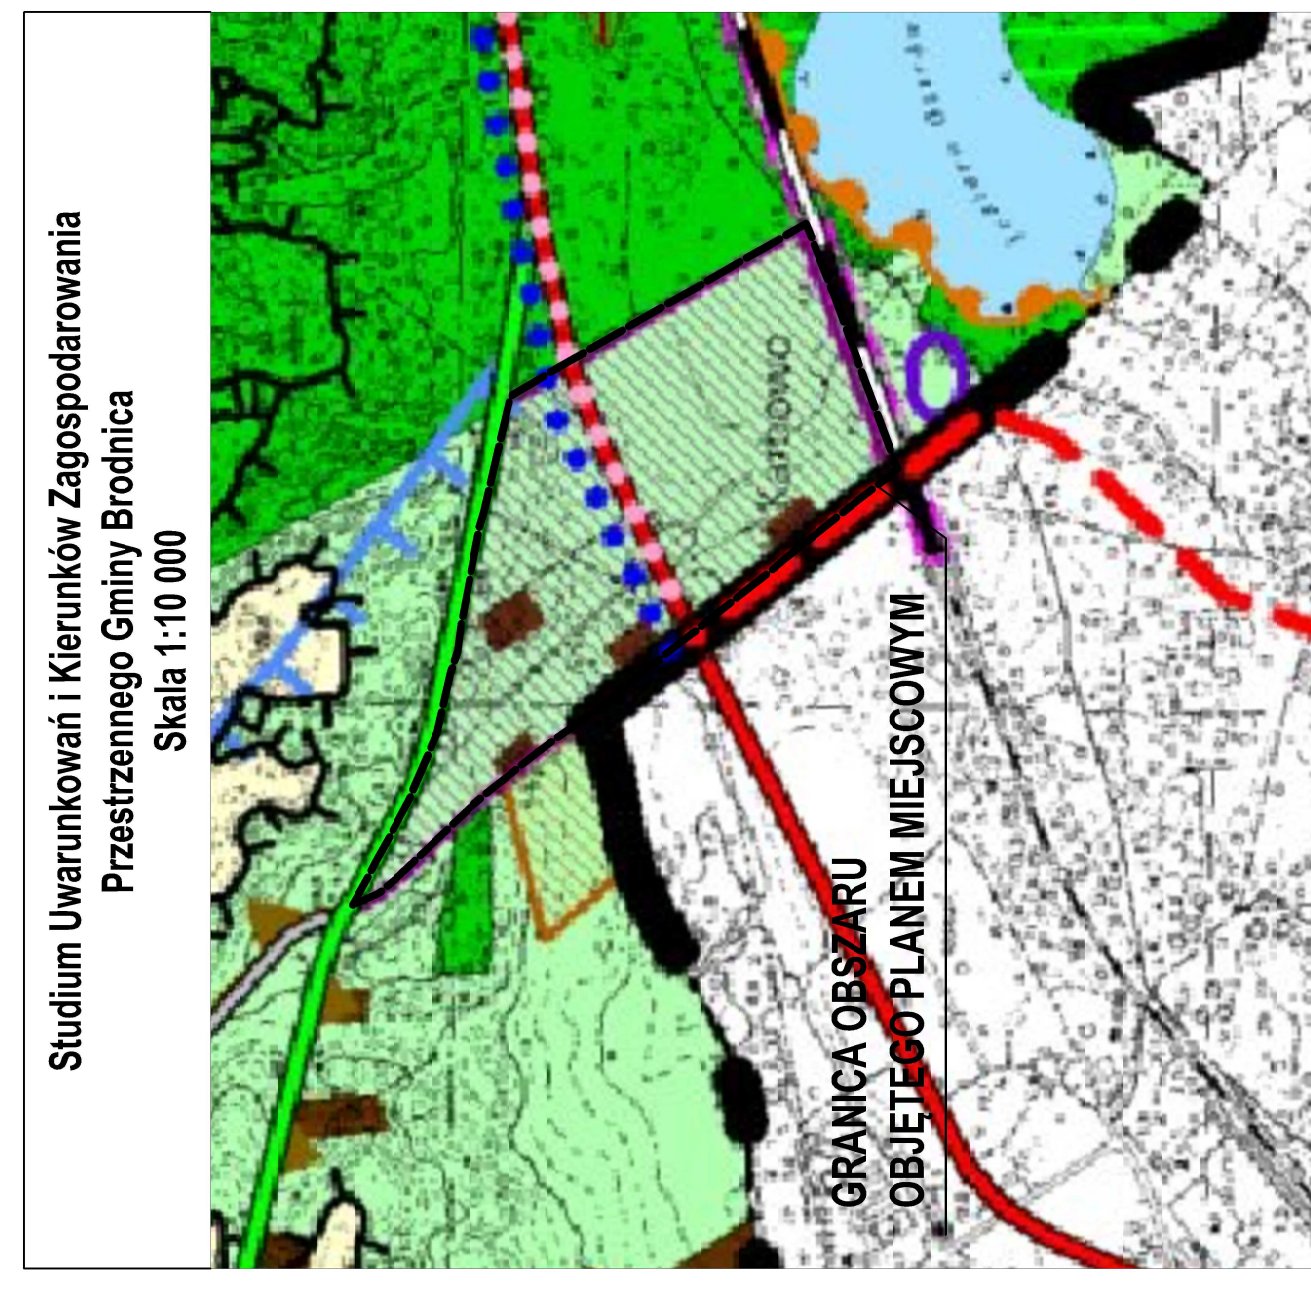 Studium Uwarunkowań i Kierunków Zagospodarowania
Przestrzennego Gminy Brodnica
Skala 1:10 000
GRANICA OBSZARU
OBJĘTEGO PLANEM MIEJSCOWYM